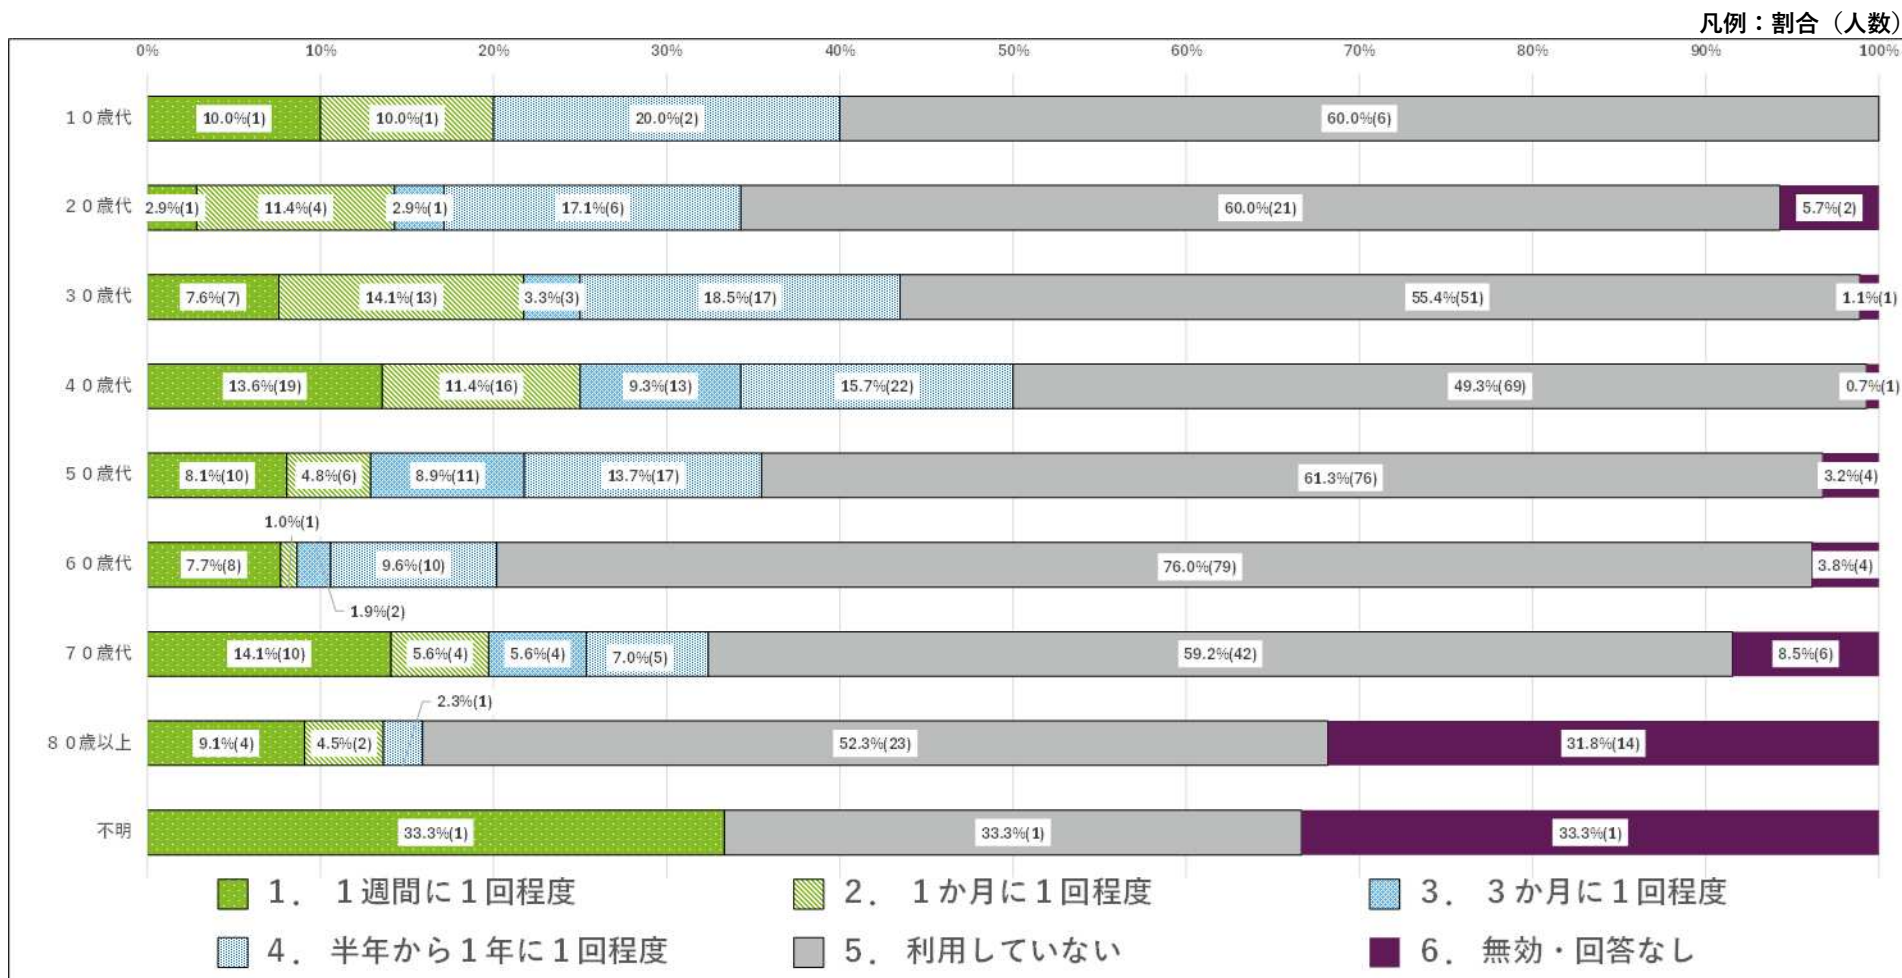 凡例：割合（人数）
0% 10% 20% 30% 40% 50% 60% 70% 80% 90% 100%
１０歳代 10.0%(1) 10.0%(1) 20.0%(2) 60.0%(6)
２０歳代 2.9%(1) 11.4%(4) 2.9%(1) 17.1%(6) 60.0%(21) 5.7%(2)
３０歳代 7.6%(7) 14.1%(13) 3.3%(3) 18.5%(17) 55.4%(51) 1.1%(1)
４０歳代 13.6%(19) 11.4%(16) 9.3%(13) 15.7%(22) 49.3%(69) 0.7%(1)
５０歳代 8.1%(10) 4.8%(6) 8.9%(11) 13.7%(17) 61.3%(76) 3.2%(4)
1.0%(1)
６０歳代 7.7%(8) 9.6%(10) 76.0%(79) 3.8%(4)
1.9%(2)
７０歳代 14.1%(10) 5.6%(4) 5.6%(4) 7.0%(5) 59.2%(42) 8.5%(6)
2.3%(1)
８０歳以上 9.1%(4) 4.5%(2) 52.3%(23) 31.8%(14)
不明 33.3%(1) 33.3%(1) 33.3%(1)
１． １週間に１回程度 ２． １か月に１回程度 ３． ３か月に１回程度
４． 半年から１年に１回程度 ５． 利用していない ６． 無効・回答なし